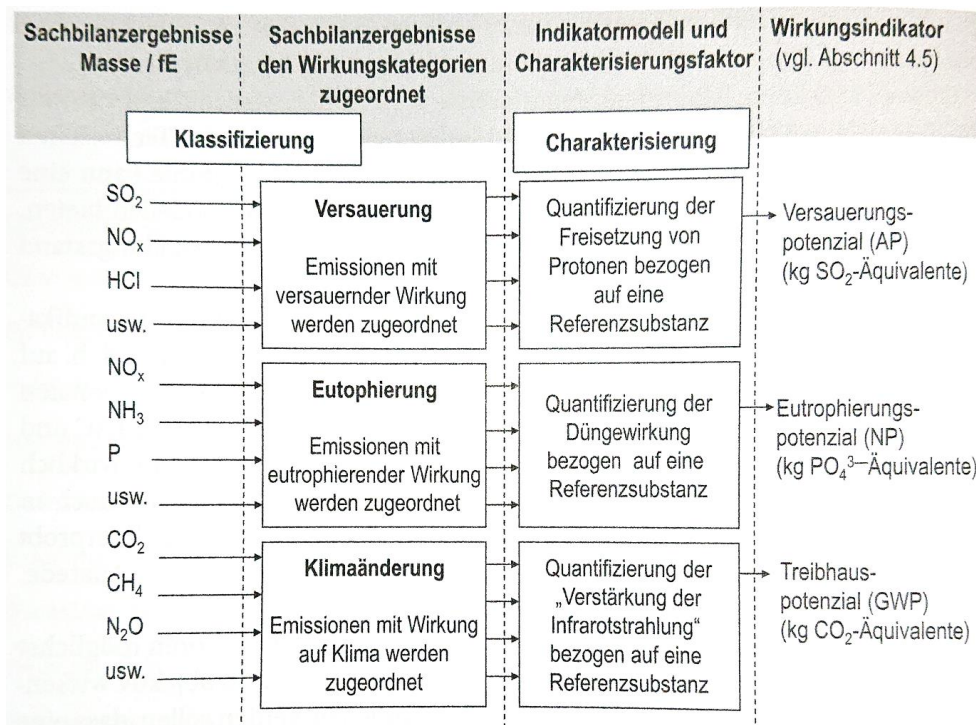 Sachbilanzergebnisse
Masse / fE
Sachbilanzergebnisse
den Wirkungskategorien
zugeordnet
Indikatormodell und
Charakterisierungsfaktor
Wirkungsindikator
(vgl. Abschnitt 4.5)
Klassifizierung
Charakterisierung
SO₂
NOₓ
HCl
usw.
Versauerung
Emissionen mit
versauernder Wirkung
werden zugeordnet
Quantifizierung der
Freisetzung von
Protonen bezogen
auf eine
Referenzsubstanz
Versauerungs-
potenzial (AP)
(kg SO₂-Äquivalente)
NOₓ
NH₃
P
usw.
Eutophierung
Emissionen mit
eutrophierender Wirkung
werden zugeordnet
Quantifizierung der
Düngewirkung
bezogen auf eine
Referenzsubstanz
Eutrophierungs-
potenzial (NP)
(kg PO₄³⁻–Äquivalente)
CO₂
CH₄
N₂O
usw.
Klimaänderung
Emissionen mit Wirkung
auf Klima werden
zugeordnet
Quantifizierung der
„Verstärkung der
Infrarotstrahlung“
bezogen auf eine
Referenzsubstanz
Treibhaus-
potenzial (GWP)
(kg CO₂-Äquivalente)